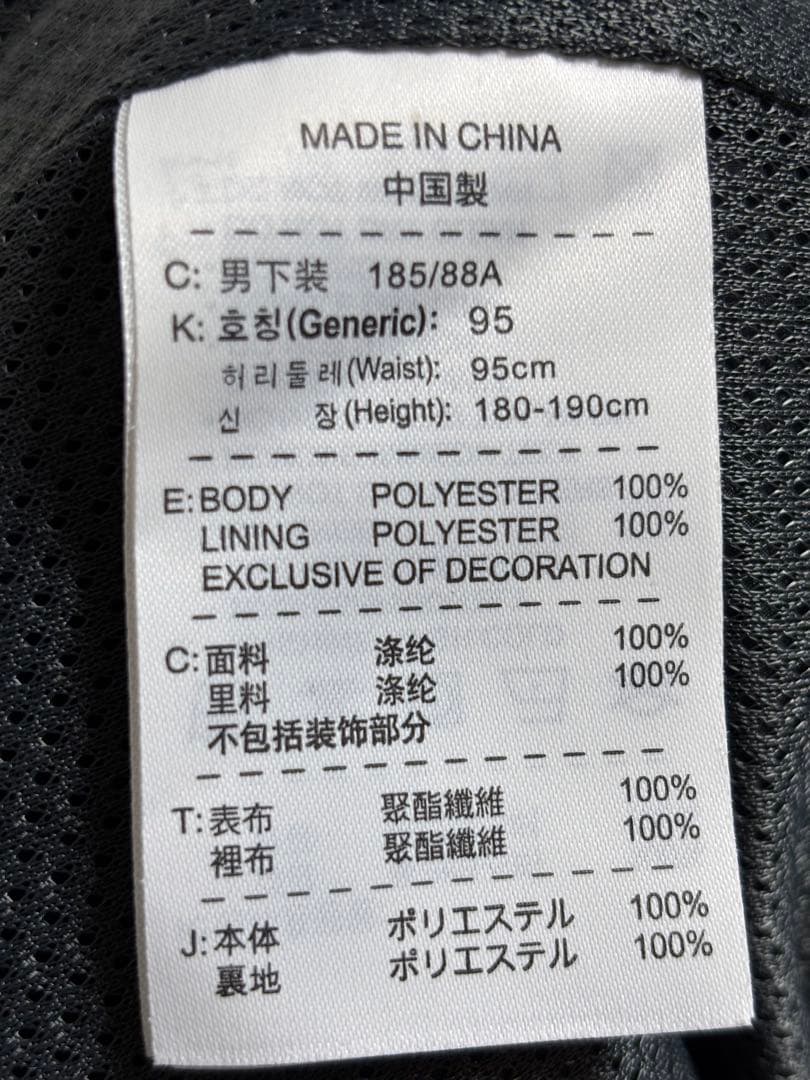 MADE IN CHINA
中国製
C: 男下装 185/88A
K: 호칭(Generic): 95
허리둘레(Waist): 95cm
신 장(Height): 180-190cm
E: BODY POLYESTER 100%
LINING POLYESTER 100%
EXCLUSIVE OF DECORATION
C: 面料 涤纶 100%
里料 涤纶 100%
不包括装饰部分
T: 表布 聚酯纖維 100%
裡布 聚酯纖維 100%
J: 本体 ポリエステル 100%
裏地 ポリエステル 100%